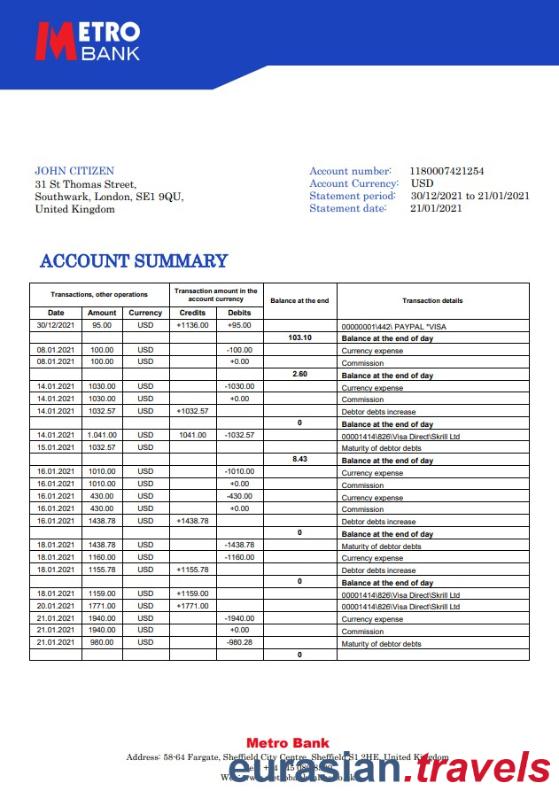 METRO
BANK
JOHN CITIZEN
31 St Thomas Street,
Southwark, London, SE1 9QU,
United Kingdom
Account number: 1180007421254
Account Currency: USD
Statement period: 30/12/2021 to 21/01/2021
Statement date: 21/01/2021
ACCOUNT SUMMARY
Transactions, other operations Transaction amount in the account currency Balance at the end Transaction details
Date Amount Currency Credits Debits
30/12/2021 95.00 USD +1136.00 +95.00 00000001\442\ PAYPAL *VISA
103.10 Balance at the end of day
08.01.2021 100.00 USD -100.00 Currency expense
08.01.2021 100.00 USD +0.00 Commission
2.60 Balance at the end of day
14.01.2021 1030.00 USD -1030.00 Currency expense
14.01.2021 1030.00 USD +0.00 Commission
14.01.2021 1032.57 USD +1032.57 Debtor debts increase
0 Balance at the end of day
14.01.2021 1.041.00 USD 1041.00 -1032.57 00001414\826\Visa Direct\Skrill Ltd
15.01.2021 1032.57 USD Maturity of debtor debts
8.43 Balance at the end of day
16.01.2021 1010.00 USD -1010.00 Currency expense
16.01.2021 1010.00 USD +0.00 Commission
16.01.2021 430.00 USD -430.00 Currency expense
16.01.2021 430.00 USD +0.00 Commission
16.01.2021 1438.78 USD +1438.78 Debtor debts increase
0 Balance at the end of day
18.01.2021 1438.78 USD -1438.78 Maturity of debtor debts
18.01.2021 1160.00 USD -1160.00 Currency expense
18.01.2021 1155.78 USD +1155.78 Debtor debts increase
0 Balance at the end of day
18.01.2021 1159.00 USD +1159.00 00001414\826\Visa Direct\Skrill Ltd
20.01.2021 1771.00 USD +1771.00 00001414\826\Visa Direct\Skrill Ltd
21.01.2021 1940.00 USD -1940.00 Currency expense
21.01.2021 1940.00 USD +0.00 Commission
21.01.2021 980.00 USD -980.28 Maturity of debtor debts
0
Metro Bank
Address: 58-64 Fargate, Sheffield City Centre, Sheffield S1 2HE, United Kingdom
eurasian.travels